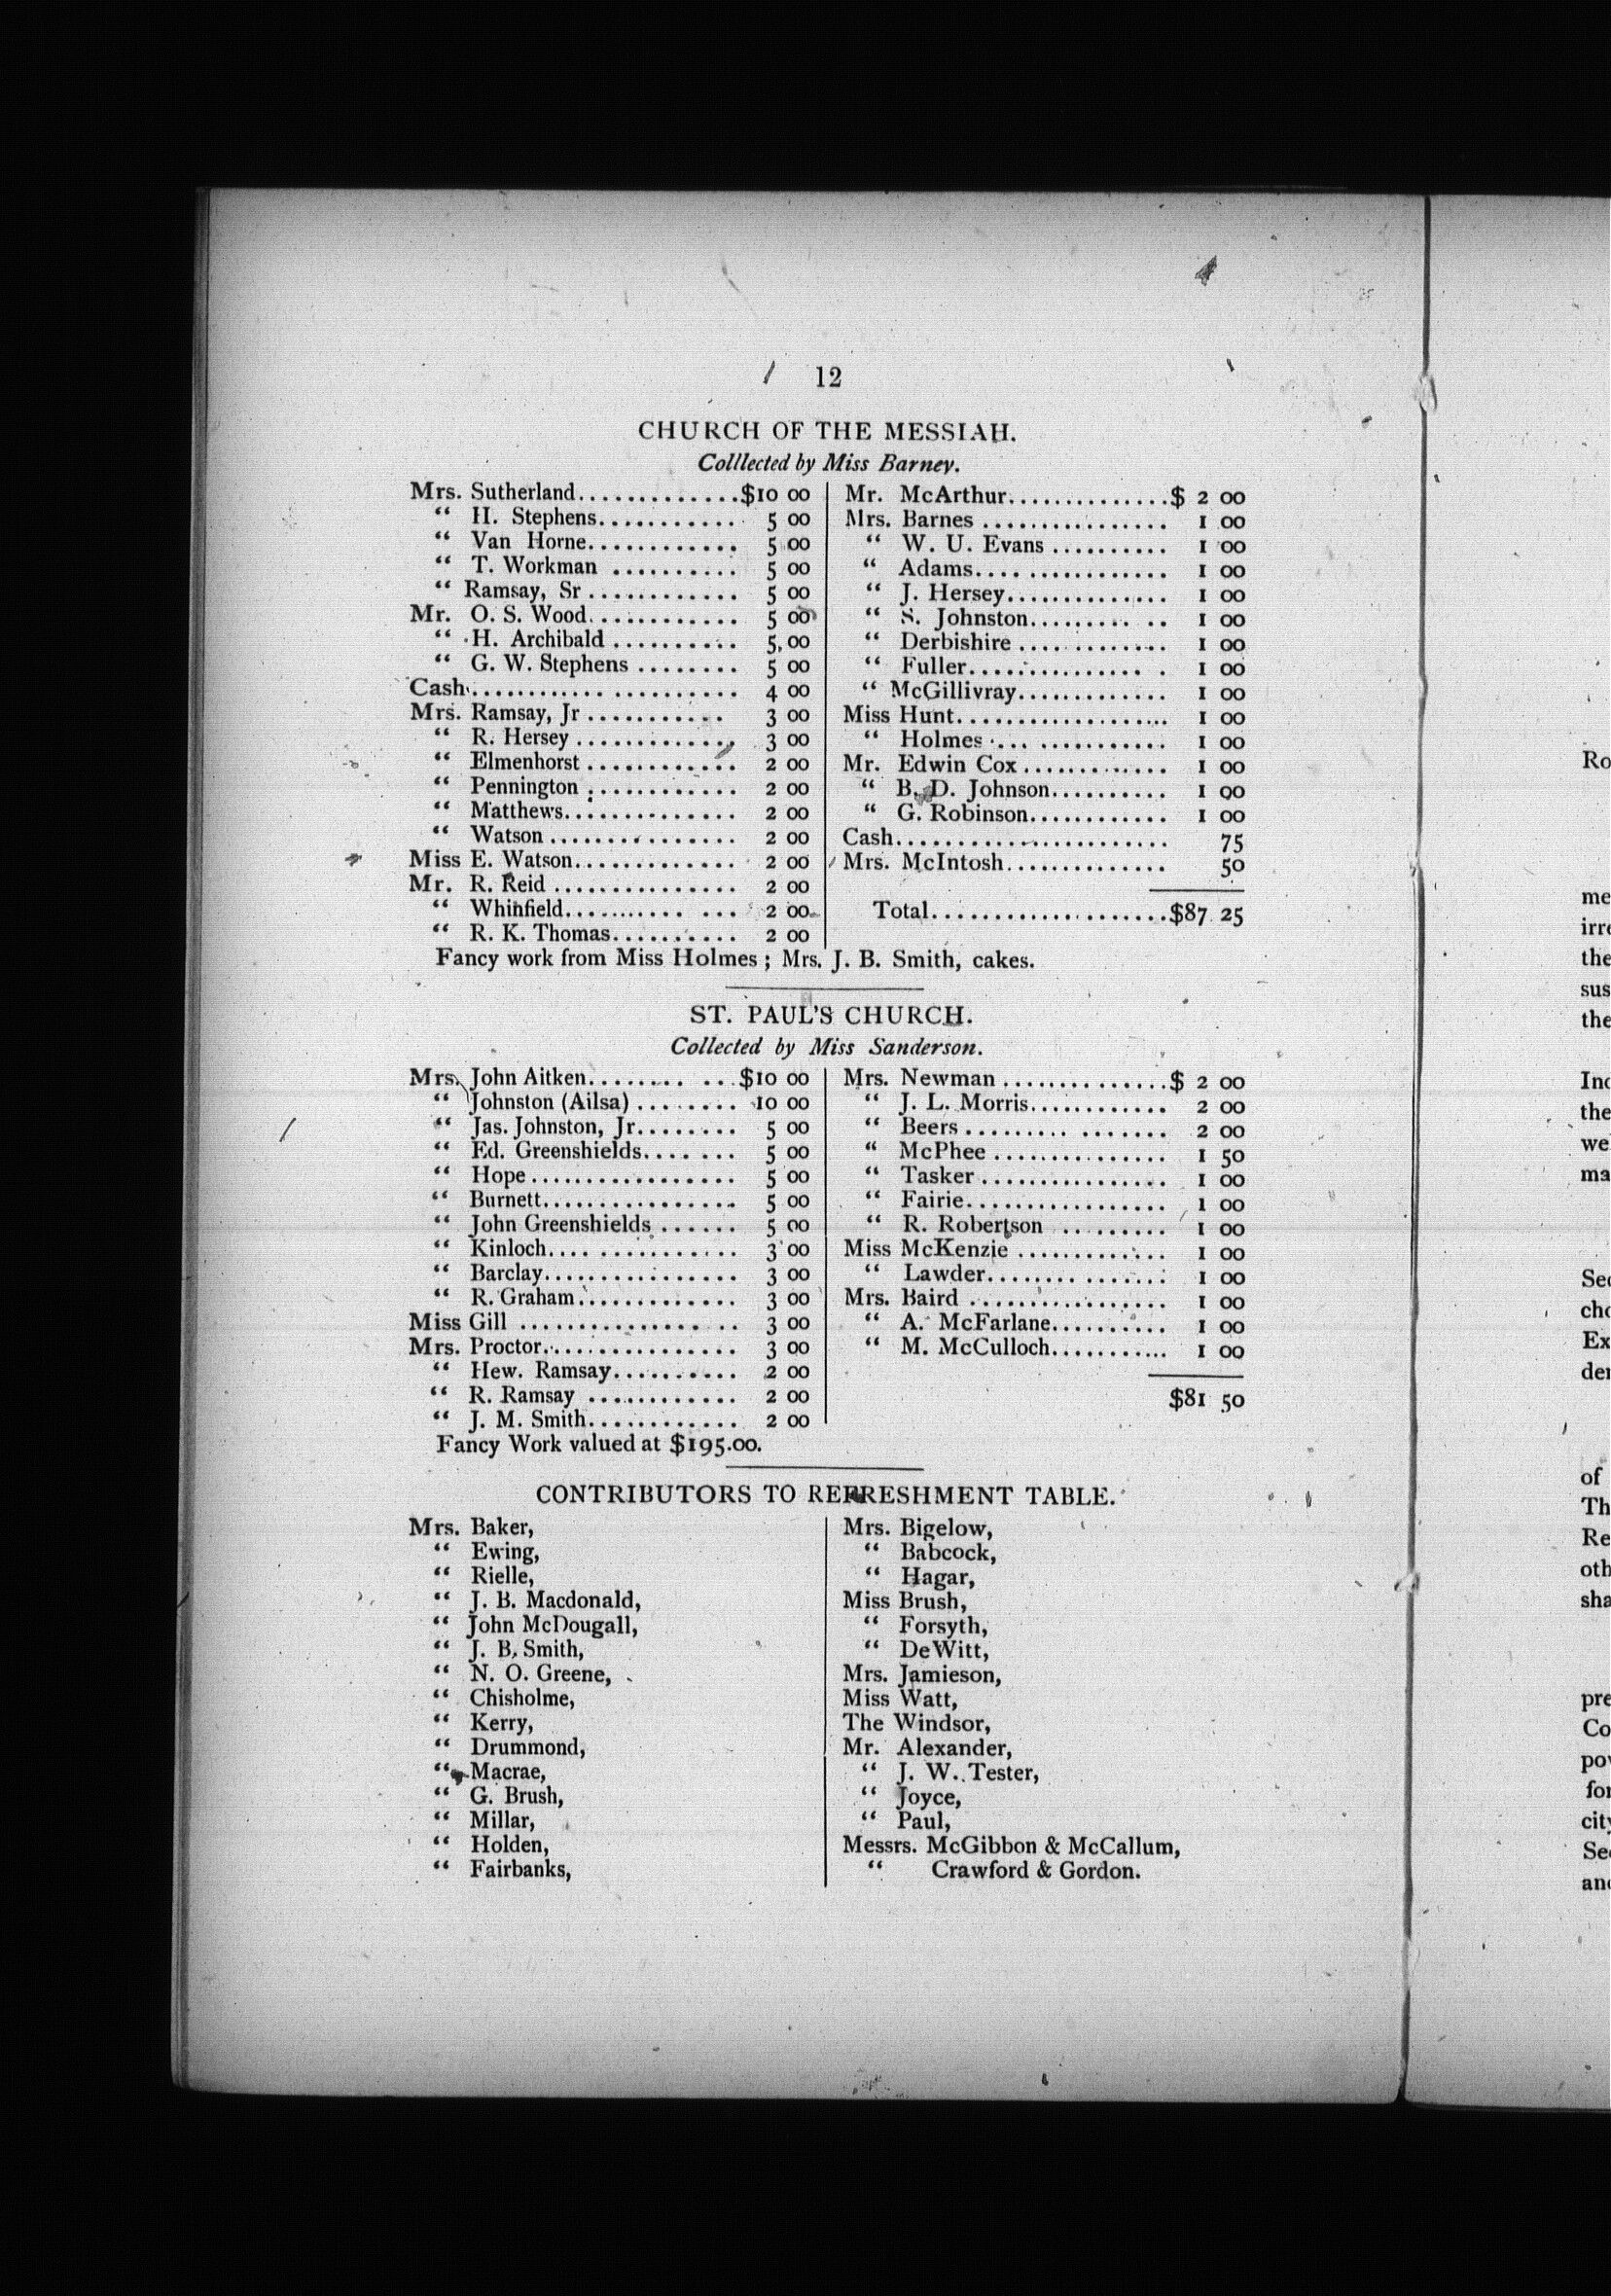 12
CHURCH OF THE MESSIAH.
Colllected by Miss Barney.
Mrs. Sutherland.............$10 00
“ H. Stephens........... 5 00
“ Van Horne............ 5 00
“ T. Workman .......... 5 00
“ Ramsay, Sr............ 5 00
Mr. O. S. Wood............ 5 00
“ H. Archibald .......... 5 00
“ G. W. Stephens ........ 5 00
Cash...................... 4 00
Mrs. Ramsay, Jr........... 3 00
“ R. Hersey............. 3 00
“ Elmenhorst............ 2 00
“ Pennington............ 2 00
“ Matthews.............. 2 00
“ Watson................ 2 00
Miss E. Watson............. 2 00
Mr. R. Reid ............... 2 00
“ Whinfield............. 2 00
“ R. K. Thomas.......... 2 00
Mr. McArthur.............$ 2 00
Mrs. Barnes ................ 1 00
“ W. U. Evans .......... 1 00
“ Adams................ 1 00
“ J. Hersey.............. 1 00
“ S. Johnston........... 1 00
“ Derbishire ............ 1 00
“ Fuller................ 1 00
“ McGillivray............. 1 00
Miss Hunt................... 1 00
“ Holmes............... 1 00
Mr. Edwin Cox............. 1 00
“ B. D. Johnson.......... 1 00
“ G. Robinson............ 1 00
Cash....................... 75
Mrs. McIntosh.............. 50
Total....................$87 25
Fancy work from Miss Holmes ; Mrs. J. B. Smith, cakes.
ST. PAUL'S CHURCH.
Collected by Miss Sanderson.
Mrs. John Aitken............$10 00
“ Johnston (Ailsa)........ 10 00
“ Jas. Johnston, Jr........ 5 00
“ Ed. Greenshields....... 5 00
“ Hope................. 5 00
“ Burnett................ 5 00
“ John Greenshields ...... 5 00
“ Kinloch................ 3 00
“ Barclay................ 3 00
“ R. Graham............. 3 00
Miss Gill .................. 3 00
Mrs. Proctor................ 3 00
“ Hew. Ramsay.......... 2 00
“ R. Ramsay ............ 2 00
“ J. M. Smith............ 2 00
Mrs. Newman ..............$ 2 00
“ J. L. Morris............ 2 00
“ Beers................. 2 00
“ McPhee............... 1 50
“ Tasker................ 1 00
“ Fairie................. 1 00
“ R. Robertson ......... 1 00
Miss McKenzie ............ 1 00
“ Lawder............... 1 00
Mrs. Baird ................. 1 00
“ A. McFarlane.......... 1 00
“ M. McCulloch........... 1 00
$81 50
Fancy Work valued at $195.00.
CONTRIBUTORS TO REFRESHMENT TABLE.
Mrs. Baker,
“ Ewing,
“ Rielle,
“ J. B. Macdonald,
“ John McDougall,
“ J. B. Smith,
“ N. O. Greene,
“ Chisholme,
“ Kerry,
“ Drummond,
“ Macrae,
“ G. Brush,
“ Millar,
“ Holden,
“ Fairbanks,
Mrs. Bigelow,
“ Babcock,
“ Hagar,
Miss Brush,
“ Forsyth,
“ DeWitt,
Mrs. Jamieson,
Miss Watt,
The Windsor,
Mr. Alexander,
“ J. W. Tester,
“ Joyce,
“ Paul,
Messrs. McGibbon & McCallum,
“ Crawford & Gordon.